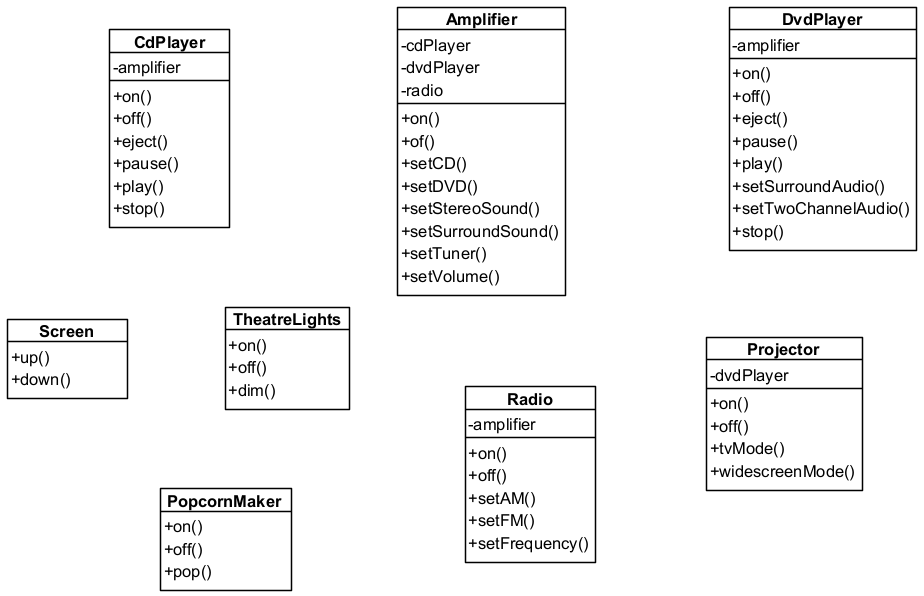 CdPlayer
-amplifier
+on()
+off()
+eject()
+pause()
+play()
+stop()
Amplifier
-cdPlayer
-dvdPlayer
-radio
+on()
+of()
+setCD()
+setDVD()
+setStereoSound()
+setSurroundSound()
+setTuner()
+setVolume()
DvdPlayer
-amplifier
+on()
+off()
+eject()
+pause()
+play()
+setSurroundAudio()
+setTwoChannelAudio()
+stop()
Screen
+up()
+down()
TheatreLights
+on()
+off()
+dim()
Radio
-amplifier
+on()
+off()
+setAM()
+setFM()
+setFrequency()
Projector
-dvdPlayer
+on()
+off()
+tvMode()
+widescreenMode()
PopcornMaker
+on()
+off()
+pop()